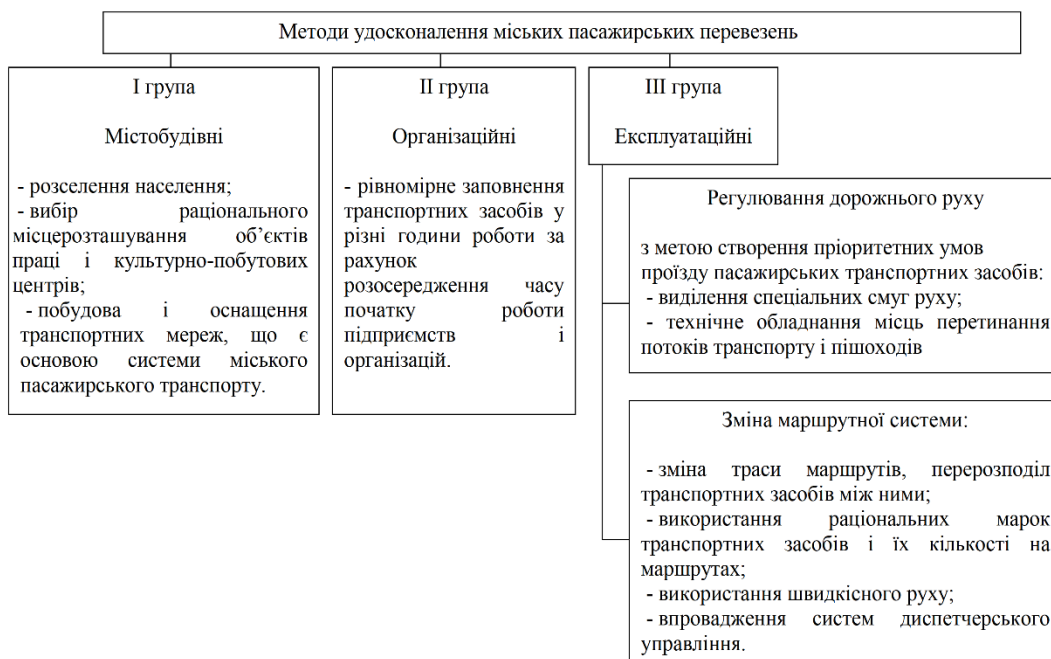 Методи удосконалення міських пасажирських перевезень
І група
Містобудівні
- розселення населення;
- вибір раціонального
місцерозташування об’єктів
праці і культурно-побутових
центрів;
- побудова і оснащення
транспортних мереж, що є
основою системи міського
пасажирського транспорту.
ІІ група
Організаційні
- рівномірне заповнення
транспортних засобів у
різні години роботи за
рахунок
розосередження часу
початку роботи
підприємств і
організацій.
ІІІ група
Експлуатаційні
Регулювання дорожнього руху
з метою створення пріоритетних умов
проїзду пасажирських транспортних засобів:
- виділення спеціальних смуг руху;
- технічне обладнання місць перетинання
потоків транспорту і пішоходів
Зміна маршрутної системи:
- зміна траси маршрутів, перерозподіл
транспортних засобів між ними;
- використання раціональних марок
транспортних засобів і їх кількості на
маршрутах;
- використання швидкісного руху;
- впровадження систем диспетчерського
управління.